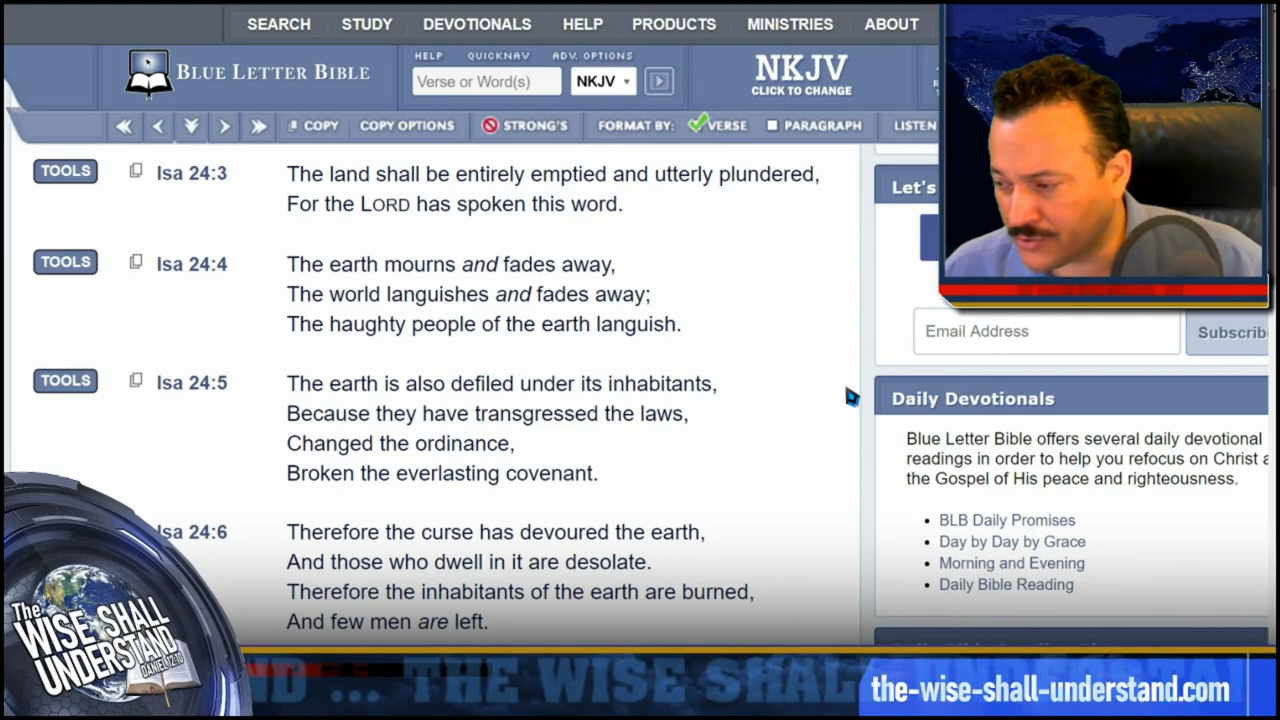 SEARCH STUDY DEVOTIONALS HELP PRODUCTS MINISTRIES ABOUT
BLUE LETTER BIBLE
HELP QUICKNAV ADV. OPTIONS
Verse or Word(s) NKJV
NKJV
CLICK TO CHANGE
COPY COPY OPTIONS STRONG'S FORMAT BY: VERSE PARAGRAPH LISTEN
TOOLS Isa 24:3 The land shall be entirely emptied and utterly plundered,
For the LORD has spoken this word.
TOOLS Isa 24:4 The earth mourns and fades away,
The world languishes and fades away;
The haughty people of the earth languish.
TOOLS Isa 24:5 The earth is also defiled under its inhabitants,
Because they have transgressed the laws,
Changed the ordinance,
Broken the everlasting covenant.
Isa 24:6 Therefore the curse has devoured the earth,
And those who dwell in it are desolate.
Therefore the inhabitants of the earth are burned,
And few men are left.
Let's
Email Address Subscrib
Daily Devotionals
Blue Letter Bible offers several daily devotional
readings in order to help you refocus on Christ a
the Gospel of His peace and righteousness.
• BLB Daily Promises
• Day by Day by Grace
• Morning and Evening
• Daily Bible Reading
The
WISE SHALL
UNDERSTAND
DANIEL 12:10
ND ... THE WISE SHALL UNDERSTA
the-wise-shall-understand.com